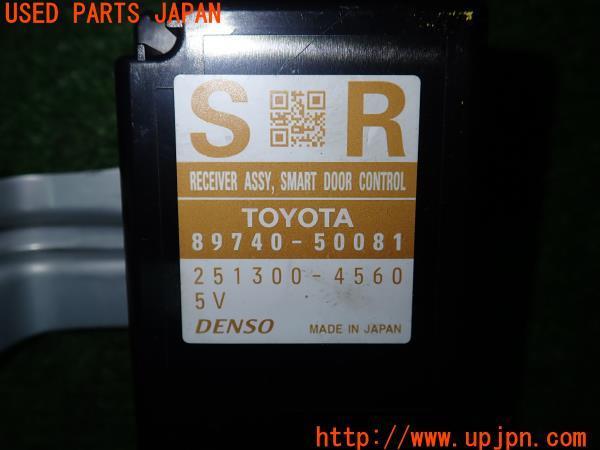 USED PARTS JAPAN
S R
RECEIVER ASSY, SMART DOOR CONTROL
TOYOTA
89740-50081
251300-4560
5V
DENSO MADE IN JAPAN
UPJ
http://www.upjpn.com